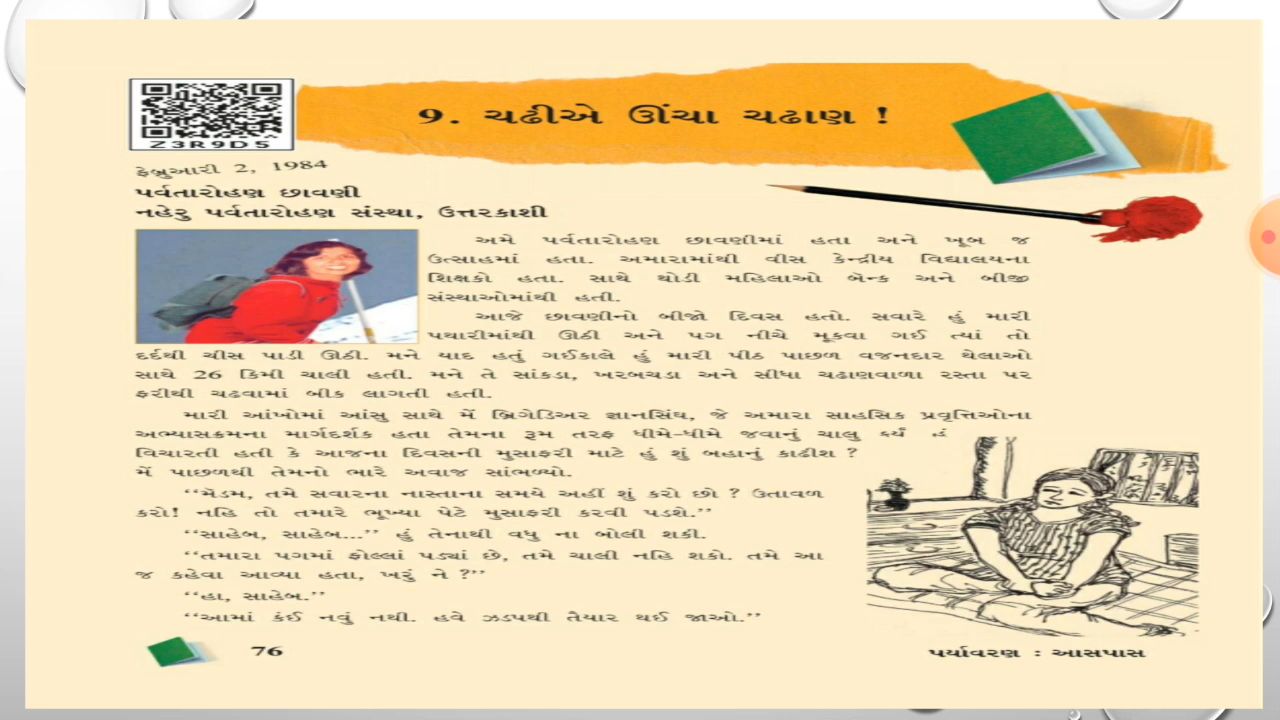 Z3R9D5
9. ચઢીએ ઊંચા ચઢાણ !
ફેબ્રુઆરી 2, 1984
પર્વતારોહણ છાવણી
નહેરુ પર્વતારોહણ સંસ્થા, ઉત્તરકાશી
અમે પર્વતારોહણ છાવણીમાં હતા અને ખૂબ જ
ઉત્સાહમાં હતા. અમારામાંથી વીસ કેન્દ્રીય વિદ્યાલયના
શિક્ષકો હતા. સાથે થોડી મહિલાઓ બૅન્ક અને બીજી
સંસ્થાઓમાંથી હતી.
આજે છાવણીનો બીજો દિવસ હતો. સવારે હું મારી
પથારીમાંથી ઊઠી અને પગ નીચે મૂકવા ગઈ ત્યાં તો
દર્દથી ચીસ પાડી ઊઠી. મને યાદ હતું ગઈકાલે હું મારી પીઠ પાછળ વજનદાર થેલાઓ
સાથે 26 કિમી ચાલી હતી. મને તે સાંકડા, ખરબચડા અને સીધા ચઢાણવાળા રસ્તા પર
ફરીથી ચઢવામાં બીક લાગતી હતી.
મારી આંખોમાં આંસુ સાથે મેં બ્રિગેડિઅર જ્ઞાનસિંઘ, જે અમારા સાહસિક પ્રવૃત્તિઓના
અભ્યાસક્રમના માર્ગદર્શક હતા તેમના રૂમ તરફ ધીમે-ધીમે જવાનું ચાલુ કર્યું
વિચારતી હતી કે આજના દિવસની મુસાફરી માટે હું શું બહાનું કાઢીશ ?
મેં પાછળથી તેમનો ભારે અવાજ સાંભળ્યો.
“મૅડમ, તમે સવારના નાસ્તાના સમયે અહીં શું કરો છો ? ઉતાવળ
કરો! નહિ તો તમારે ભૂખ્યા પેટે મુસાફરી કરવી પડશે.”
“સાહેબ, સાહેબ...” હું તેનાથી વધુ ના બોલી શકી.
“તમારા પગમાં ફોલ્લાં પડ્યાં છે, તમે ચાલી નહિ શકો. તમે આ
જ કહેવા આવ્યા હતા, ખરું ને ?”
“હા, સાહેબ.”
“આમાં કંઈ નવું નથી. હવે ઝડપથી તૈયાર થઈ જાઓ.”
76
પર્યાવરણ : આસપાસ